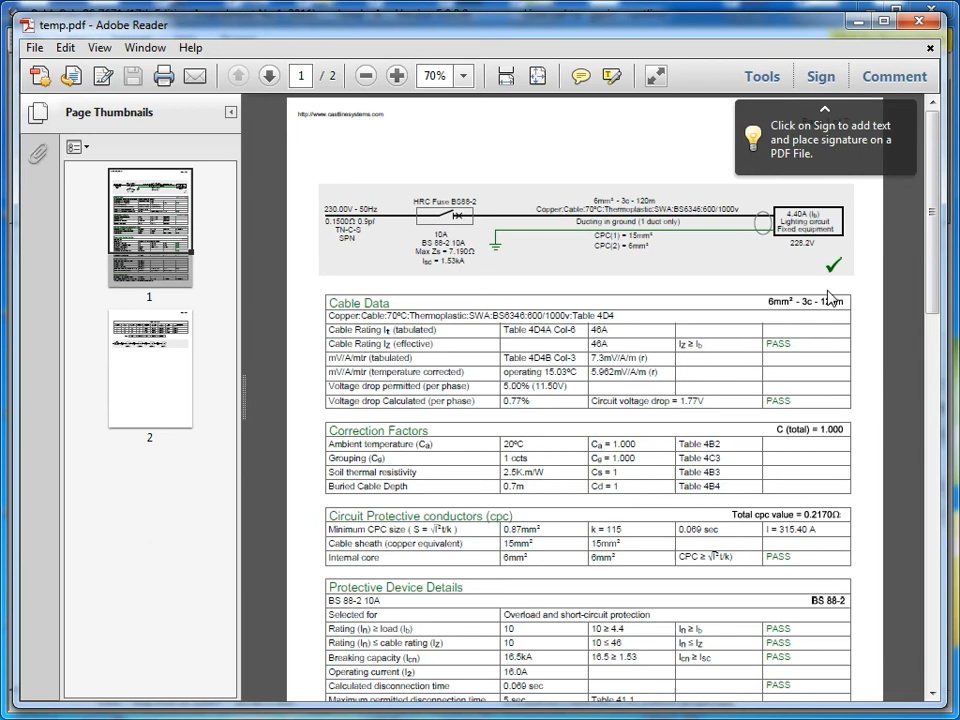 temp.pdf - Adobe Reader
File Edit View Window Help
1 / 2 70% Tools Sign Comment
Page Thumbnails
1
2
Click on Sign to add text
and place signature on a
PDF File.
http://www.castlinesystems.com
230.00V - 50Hz
0.1500Ω 0.9pf
TN-C-S
SPN
HRC Fuse BS88-2
10A
BS 88-2 10A
Max Zs = 7.190Ω
Isc = 1.53kA
6mm² - 3c - 120m
Copper:Cable:70ºC:Thermoplastic:SWA:BS6346:600/1000v
Ducting in ground (1 duct only)
CPC(1) = 15mm²
CPC(2) = 6mm²
4.40A (Ib)
Lighting circuit
Fixed equipment
228.2V
Cable Data 6mm² - 3c -
Copper:Cable:70ºC:Thermoplastic:SWA:BS6346:600/1000v:Table 4D4
Cable Rating It (tabulated) Table 4D4A Col-6 46A
Cable Rating Iz (effective) 46A Iz ≥ Ib PASS
mV/A/mtr (tabulated) Table 4D4B Col-3 7.3mV/A/m (r)
mV/A/mtr (temperature corrected) operating 15.03ºC 5.962mV/A/m (r)
Voltage drop permitted (per phase) 5.00% (11.50V)
Voltage drop Calculated (per phase) 0.77% Circuit voltage drop = 1.77V PASS
Correction Factors C (total) = 1.000
Ambient temperature (Ca) 20ºC Ca = 1.000 Table 4B2
Grouping (Cg) 1 ccts Cg = 1.000 Table 4C3
Soil thermal resistivity 2.5K.m/W Cs = 1 Table 4B3
Buried Cable Depth 0.7m Cd = 1 Table 4B4
Circuit Protective conductors (cpc) Total cpc value = 0.2170Ω:
Minimum CPC size ( S = √I²t/k ) 0.87mm² k = 115 0.069 sec I = 315.40 A
Cable sheath (copper equivalent) 15mm² 15mm²
Internal core 6mm² 6mm² CPC ≥ √I²t/k) PASS
Protective Device Details
BS 88-2 10A BS 88-2
Selected for Overload and short-circuit protection
Rating (In) ≥ load (Ib) 10 10 ≥ 4.4 In ≥ Ib PASS
Rating (In) ≤ cable rating (Iz) 10 10 ≤ 46 In ≤ Iz PASS
Breaking capacity (Icn) 16.5kA 16.5 ≥ 1.53 Icn ≥ Isc PASS
Operating current (I2) 16.0A
Calculated disconnection time 0.069 sec PASS
Maximum permitted disconnection time 5 sec Table 41.1